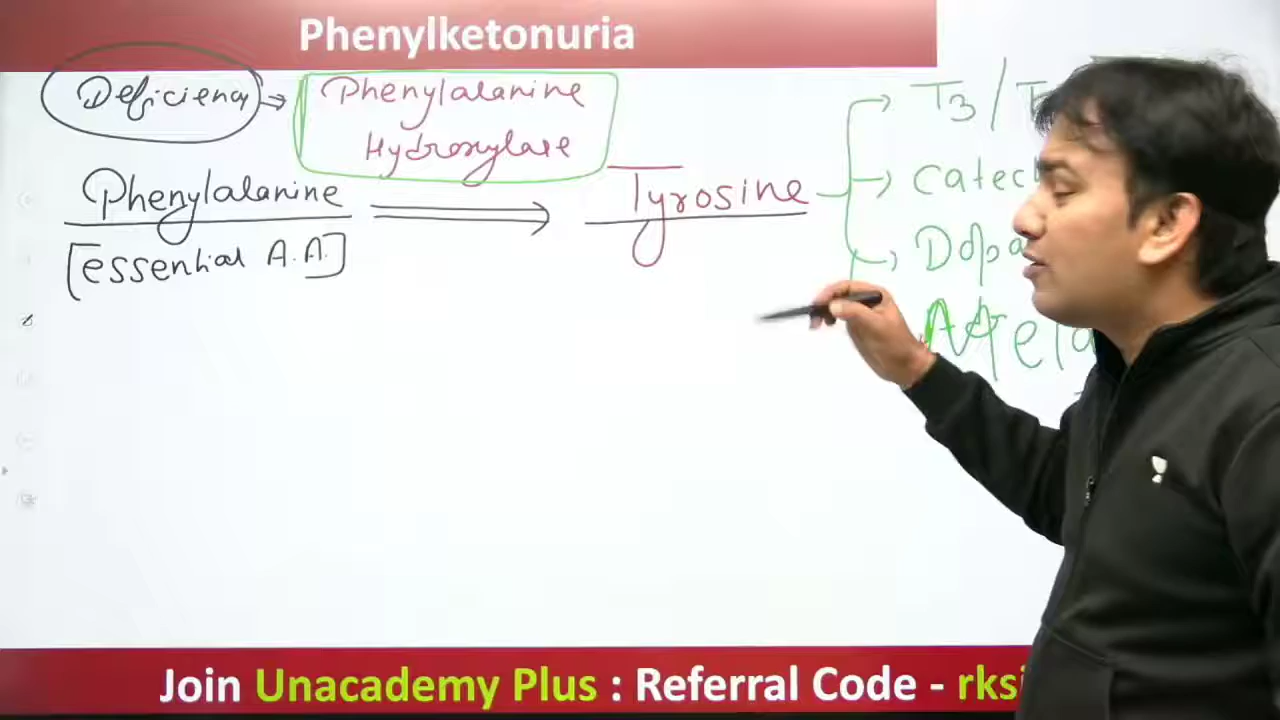 Phenylketonuria
Deficiency → Phenylalanine
Hydroxylase
Phenylalanine ⟹ Tyrosine
[essential A.A.]
T3/
Catec
Dopa
Join Unacademy Plus : Referral Code - rksi